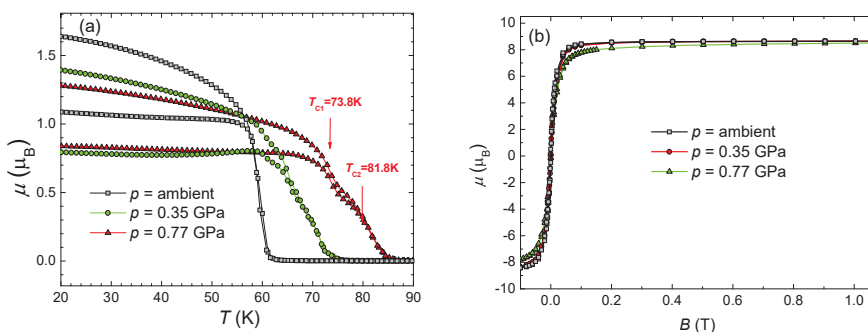 (a)
1.5
1.0
0.5
0.0
μ (μB)
TC1=73.8K
TC2=81.8K
p = ambient
p = 0.35 GPa
p = 0.77 GPa
20 30 40 50 60 70 80 90
T (K)
(b)
10
8
6
4
2
0
-2
-4
-6
-8
-10
μ (μB)
p = ambient
p = 0.35 GPa
p = 0.77 GPa
0.0 0.2 0.4 0.6 0.8 1.0
B (T)